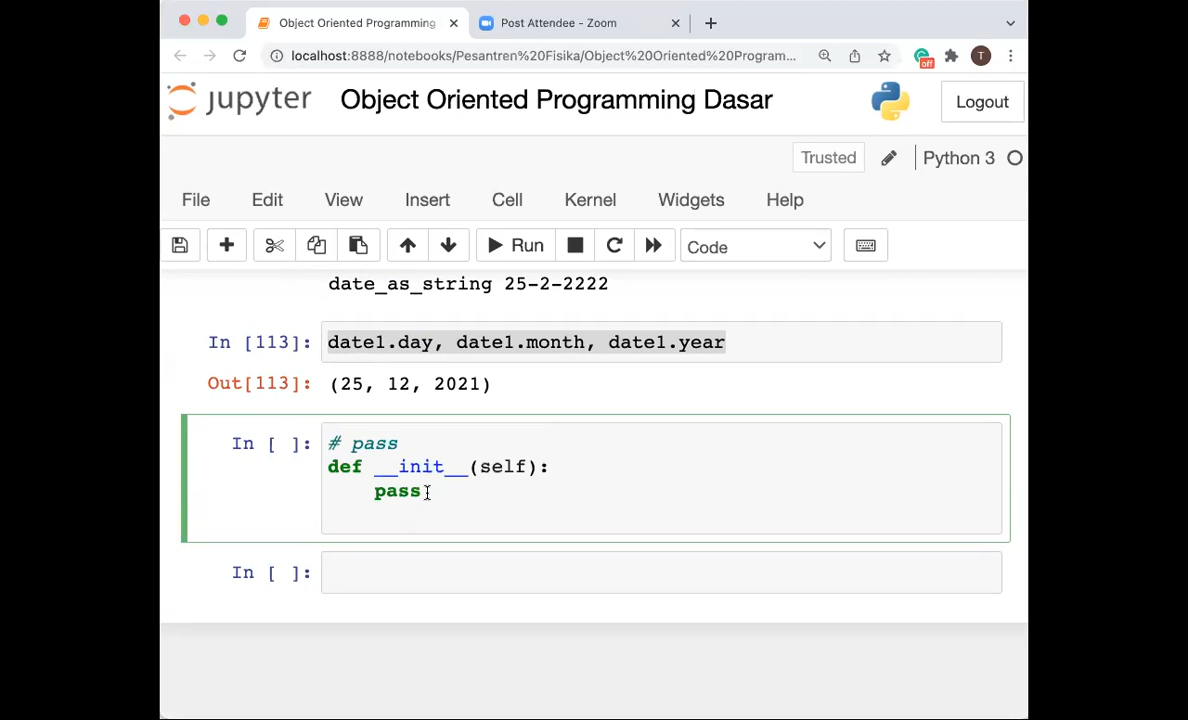 Object Oriented Programming
Post Attendee - Zoom
localhost:8888/notebooks/Pesantren%20Fisika/Object%20Oriented%20Program...
off
T
jupyter
Object Oriented Programming Dasar
Logout
Trusted
Python 3
File Edit View Insert Cell Kernel Widgets Help
Run
Code
date_as_string 25-2-2222
In [113]: date1.day, date1.month, date1.year
Out[113]: (25, 12, 2021)
In [ ]: # pass
def __init__(self):
pass
In [ ]: